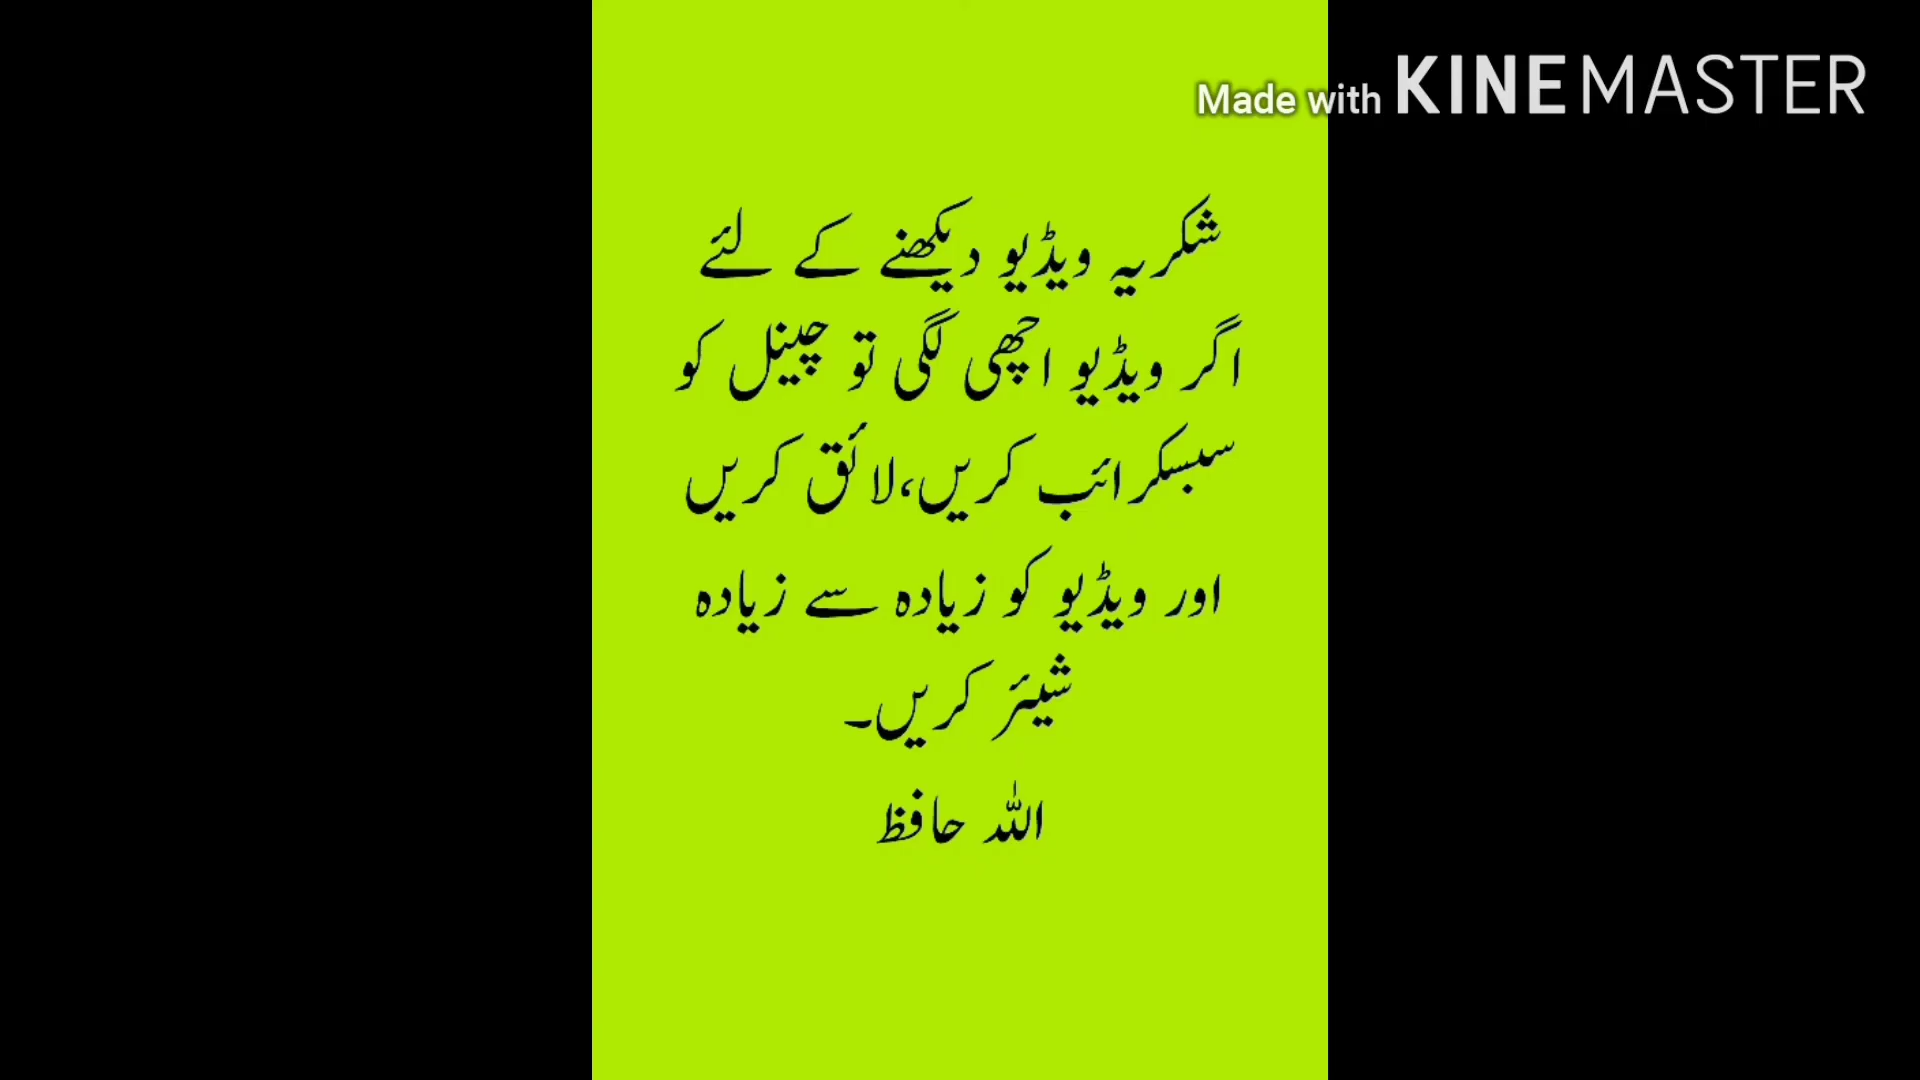 Made with KINEMASTER
شکریہ ویڈیو دیکھنے کے لئے
اگر ویڈیو اچھی لگی تو چینل کو
سبسکرائب کریں،لائق کریں
اور ویڈیو کو زیادہ سے زیادہ
شیئر کریں۔
اللہ حافظ